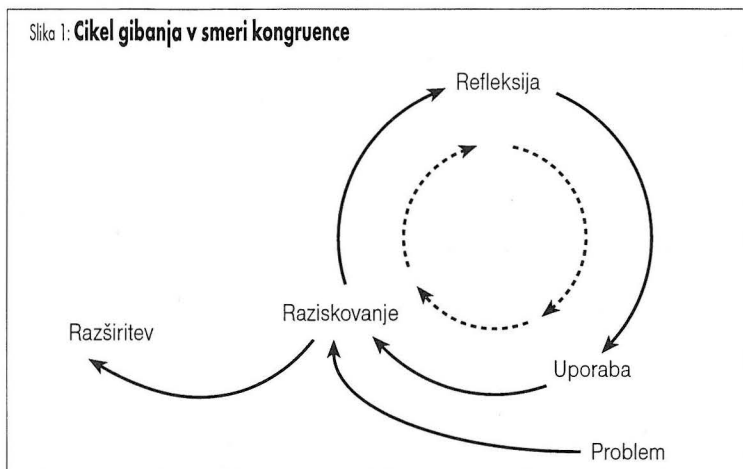 Slika 1: Cikel gibanja v smeri kongruence
Refleksija
Raziskovanje
Razširitev
Uporaba
Problem